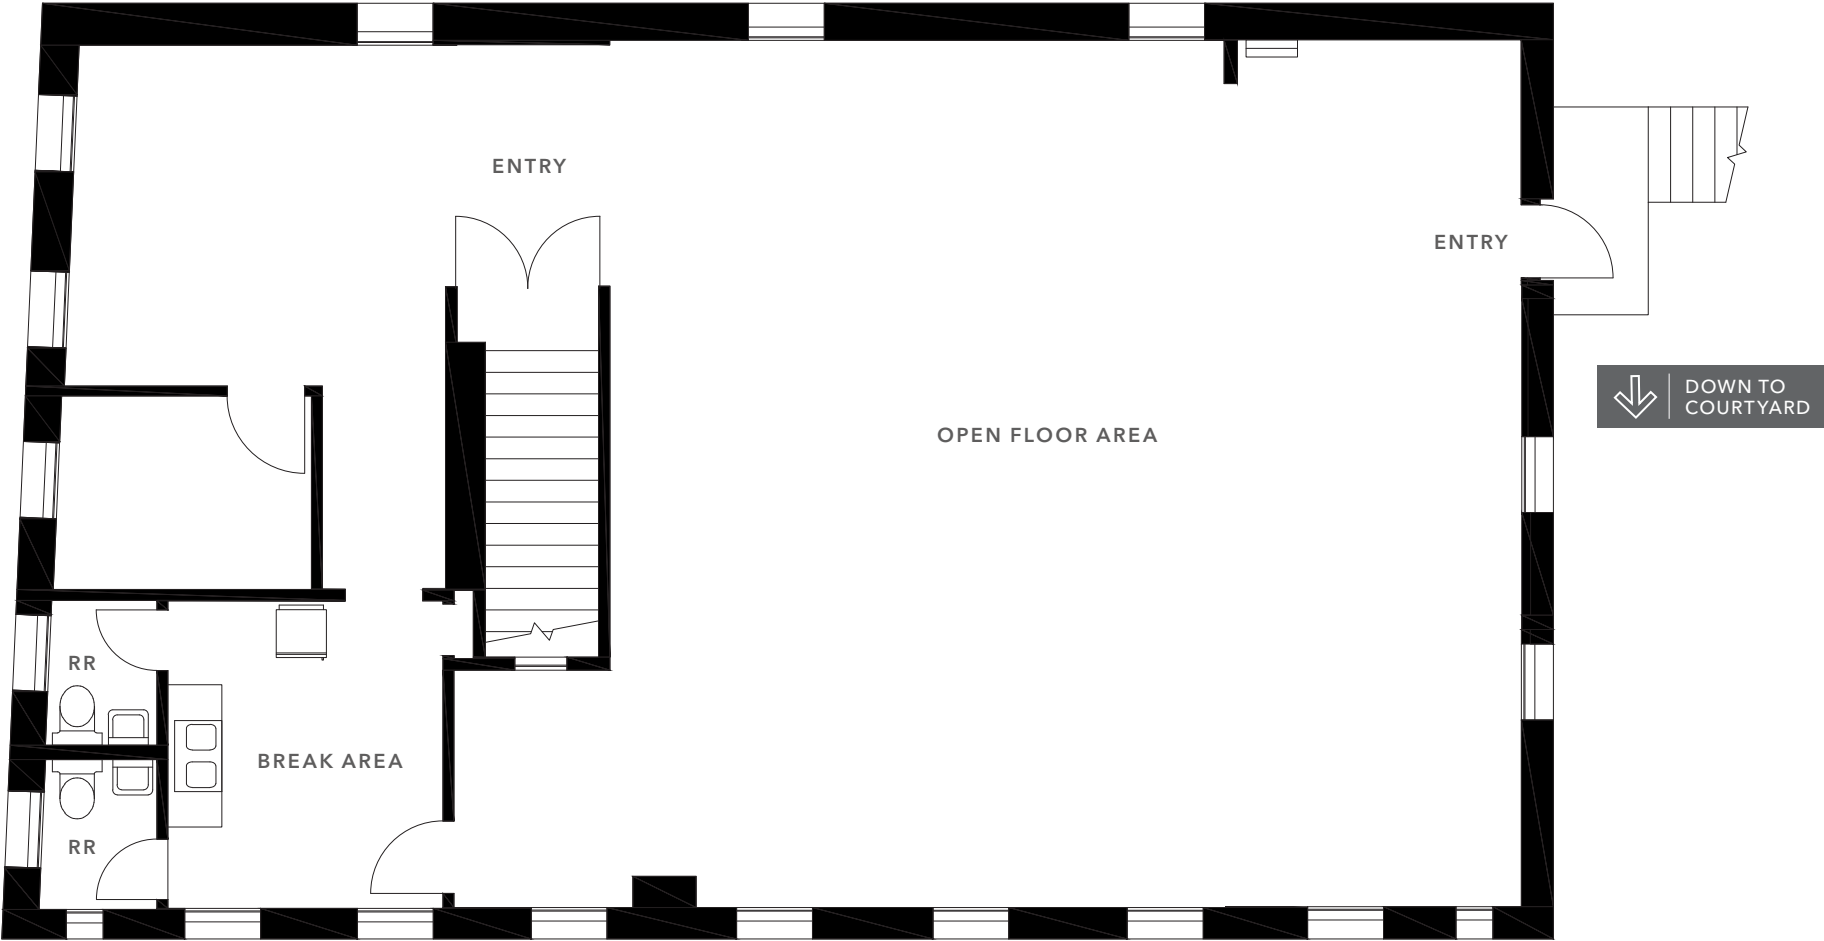 ENTRY
ENTRY
DOWN TO
COURTYARD
OPEN FLOOR AREA
RR
BREAK AREA
RR